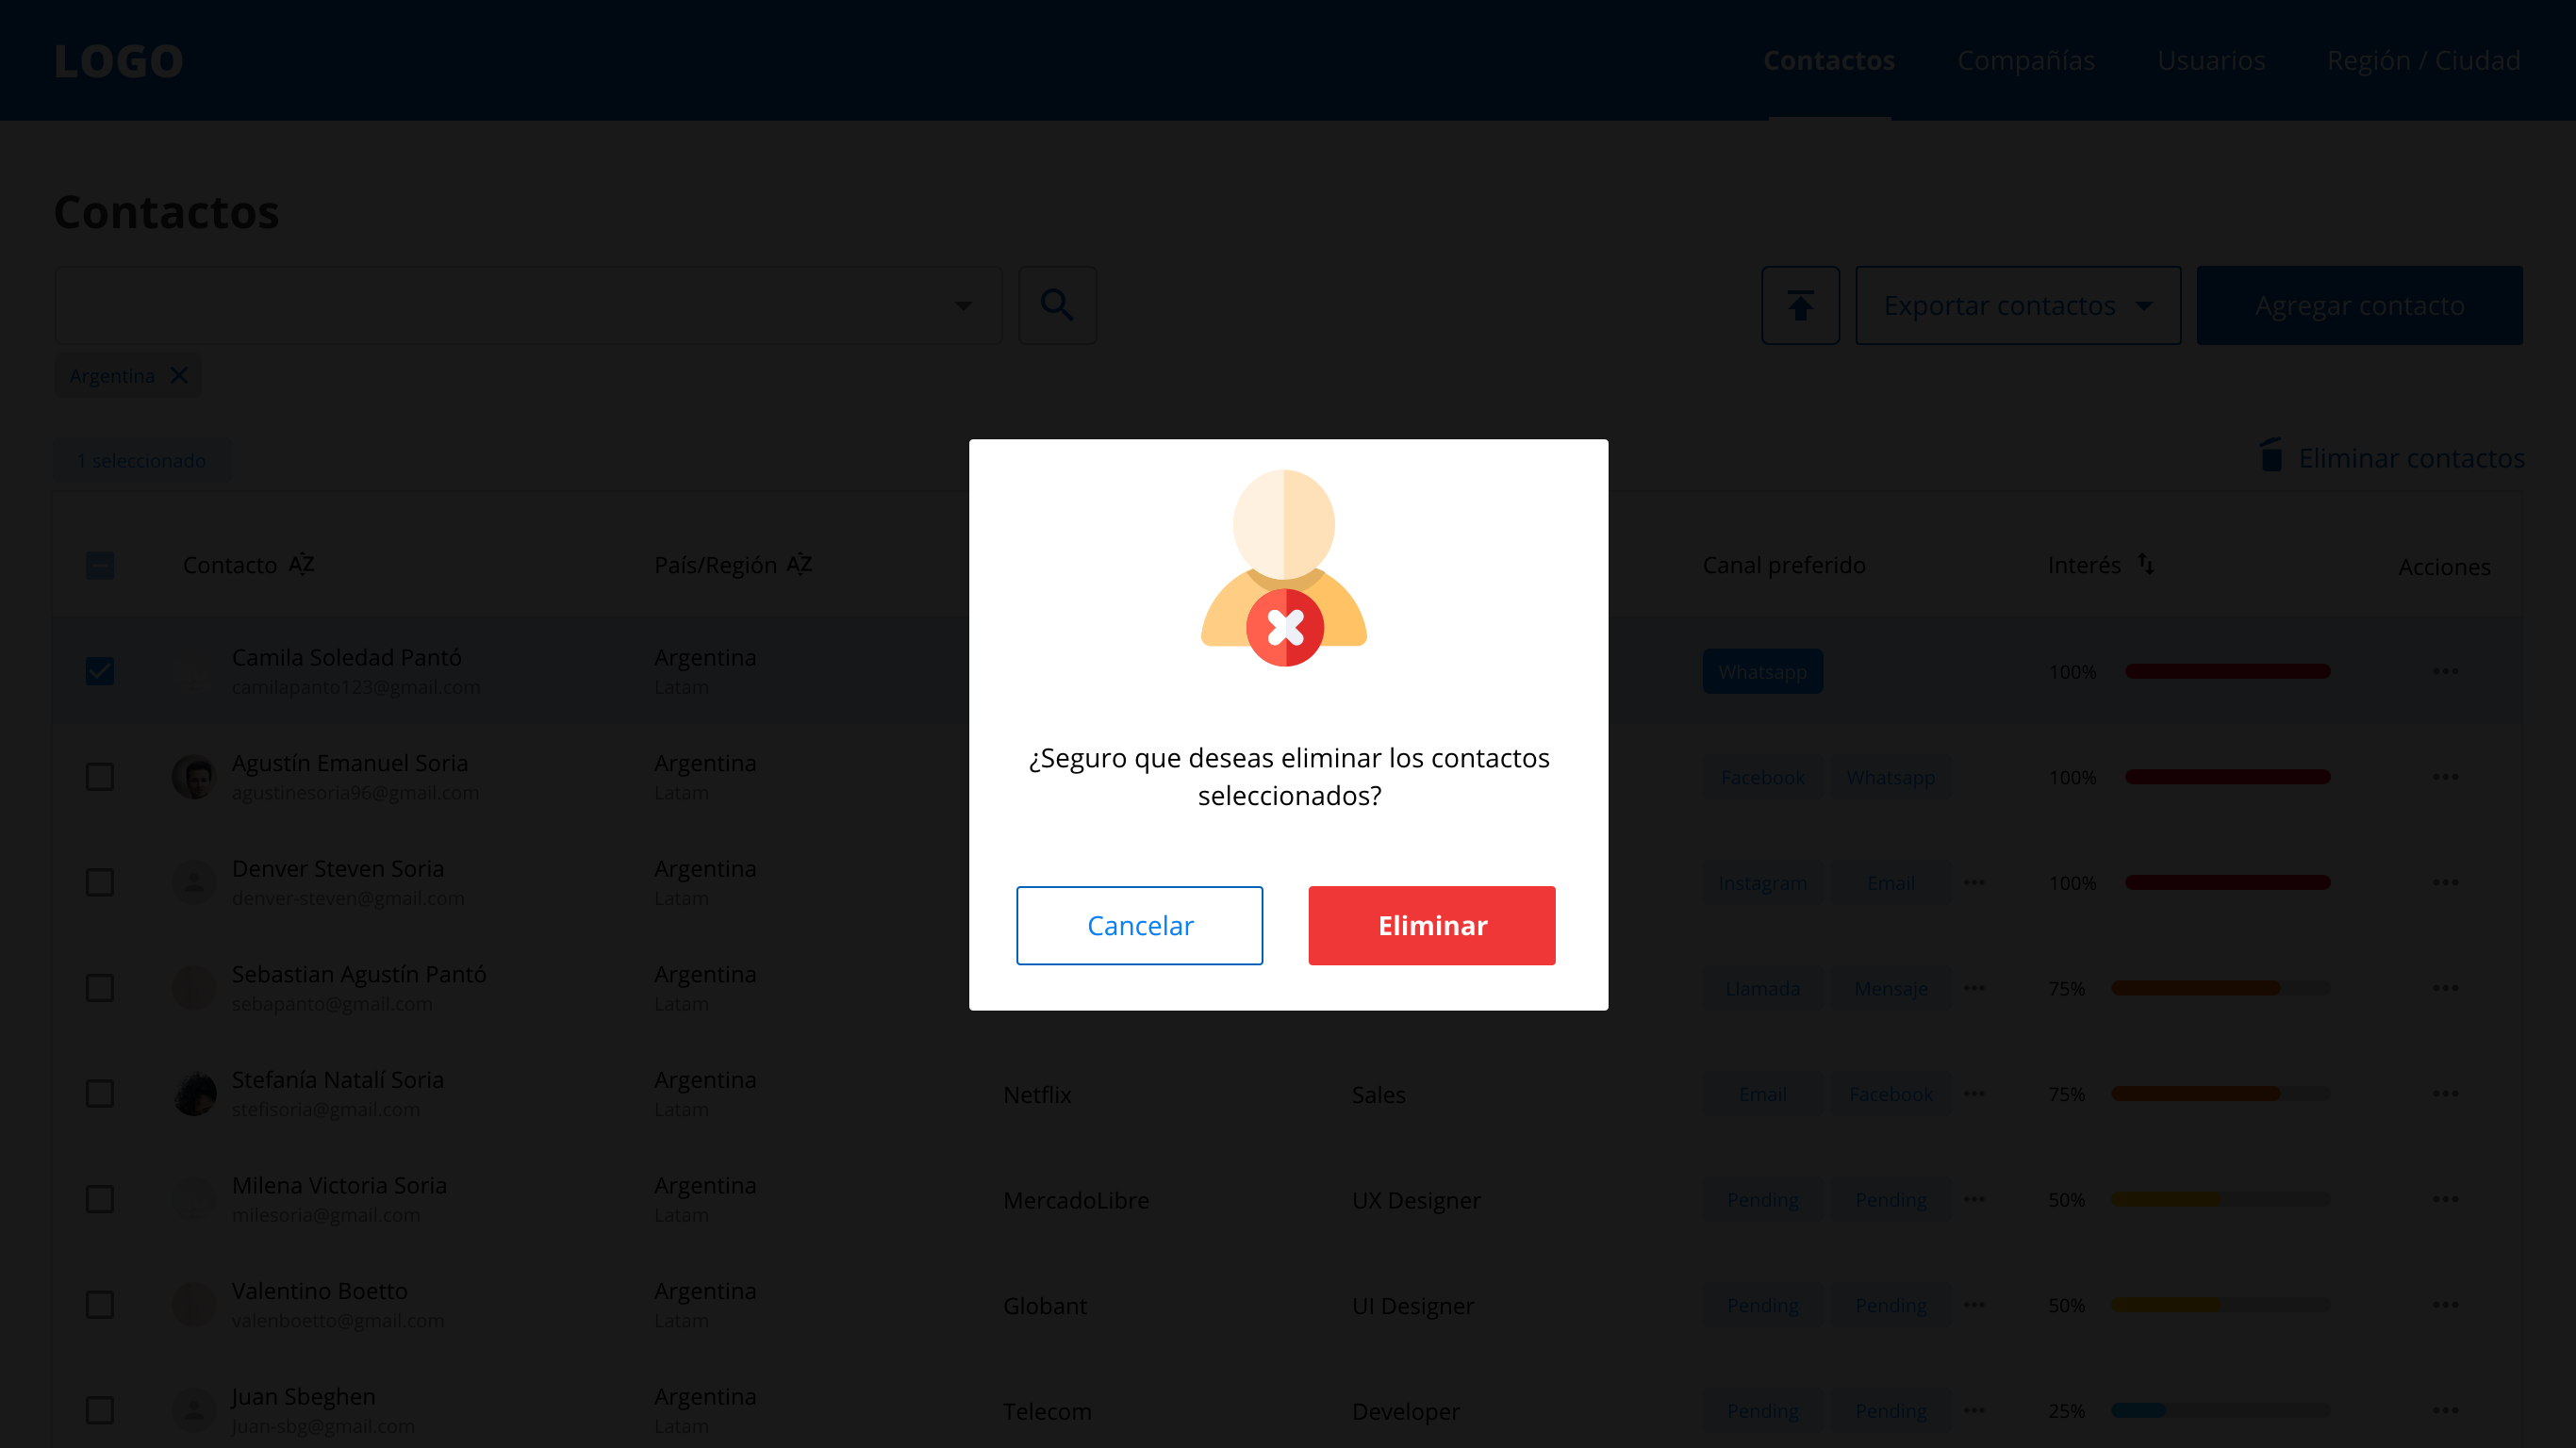 LOGO
Contactos Compañías Usuarios Región / Ciudad
Contactos
Exportar contactos Agregar contacto
Argentina
1 seleccionado Eliminar contactos
Contacto AZ País/Región AZ Canal preferido Interés Acciones
Camila Soledad Pantó Argentina
camilapanto123@gmail.com Latam
Whatsapp 100%
Agustín Emanuel Soria Argentina
agustinesoria96@gmail.com Latam
Facebook Whatsapp 100%
¿Seguro que deseas eliminar los contactos
seleccionados?
Cancelar Eliminar
Denver Steven Soria Argentina
denver-steven@gmail.com Latam
Instagram Email ... 100%
Sebastian Agustín Pantó Argentina
sebapanto@gmail.com Latam
Llamada Mensaje ... 75%
Stefanía Natalí Soria Argentina
stefisoria@gmail.com Latam
Netflix Sales Email Facebook ... 75%
Milena Victoria Soria Argentina
milesoria@gmail.com Latam
MercadoLibre UX Designer Pending Pending ... 50%
Valentino Boetto Argentina
valenboetto@gmail.com Latam
Globant UI Designer Pending Pending ... 50%
Juan Sbeghen Argentina
Juan-sbg@gmail.com Latam
Telecom Developer Pending Pending ... 25%